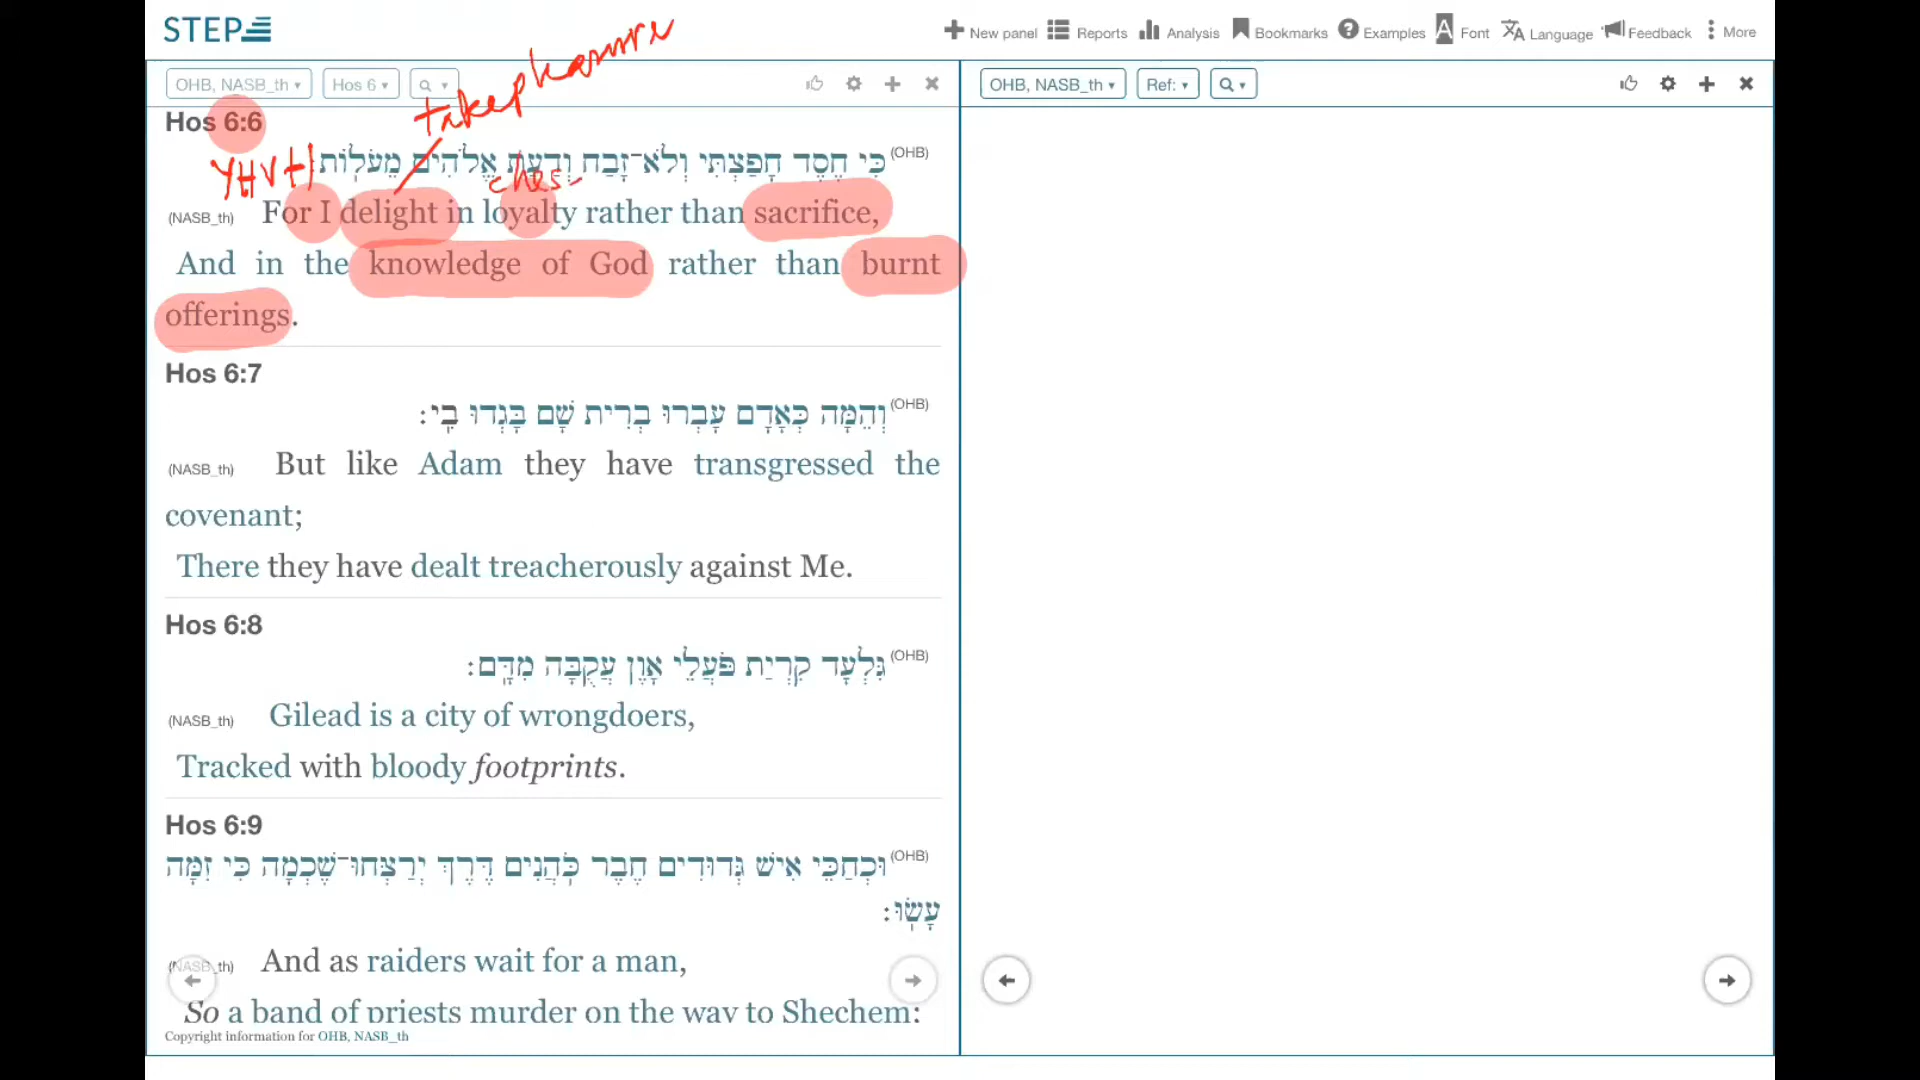 STEP
New panel Reports Analysis Bookmarks Examples Font Language Feedback More
OHB, NASB_th Hos 6
OHB, NASB_th Ref:
take pleasure
Hos 6:6
YHVH
(OHB) כִּי חֶסֶד חָפַצְתִּי וְלֹא־זָבַח וְדַעַת אֱלֹהִים מֵעֹלוֹת
ches-
(NASB_th) For I delight in loyalty rather than sacrifice,
And in the knowledge of God rather than burnt
offerings.
Hos 6:7
(OHB) וְהֵמָּה כְּאָדָם עָבְרוּ בְרִית שָׁם בָּגְדוּ בִי׃
(NASB_th) But like Adam they have transgressed the
covenant;
There they have dealt treacherously against Me.
Hos 6:8
(OHB) גִּלְעָד קִרְיַת פֹּעֲלֵי אָוֶן עֲקֻבָּה מִדָּם׃
(NASB_th) Gilead is a city of wrongdoers,
Tracked with bloody footprints.
Hos 6:9
(OHB) וּכְחַכֵּי אִישׁ גְּדוּדִים חֶבֶר כֹּהֲנִים דֶּרֶךְ יְרַצְּחוּ־שֶׁכְמָה כִּי זִמָּה
עָשׂוּ׃
(NASB_th) And as raiders wait for a man,
So a band of priests murder on the way to Shechem;
Copyright information for OHB, NASB_th